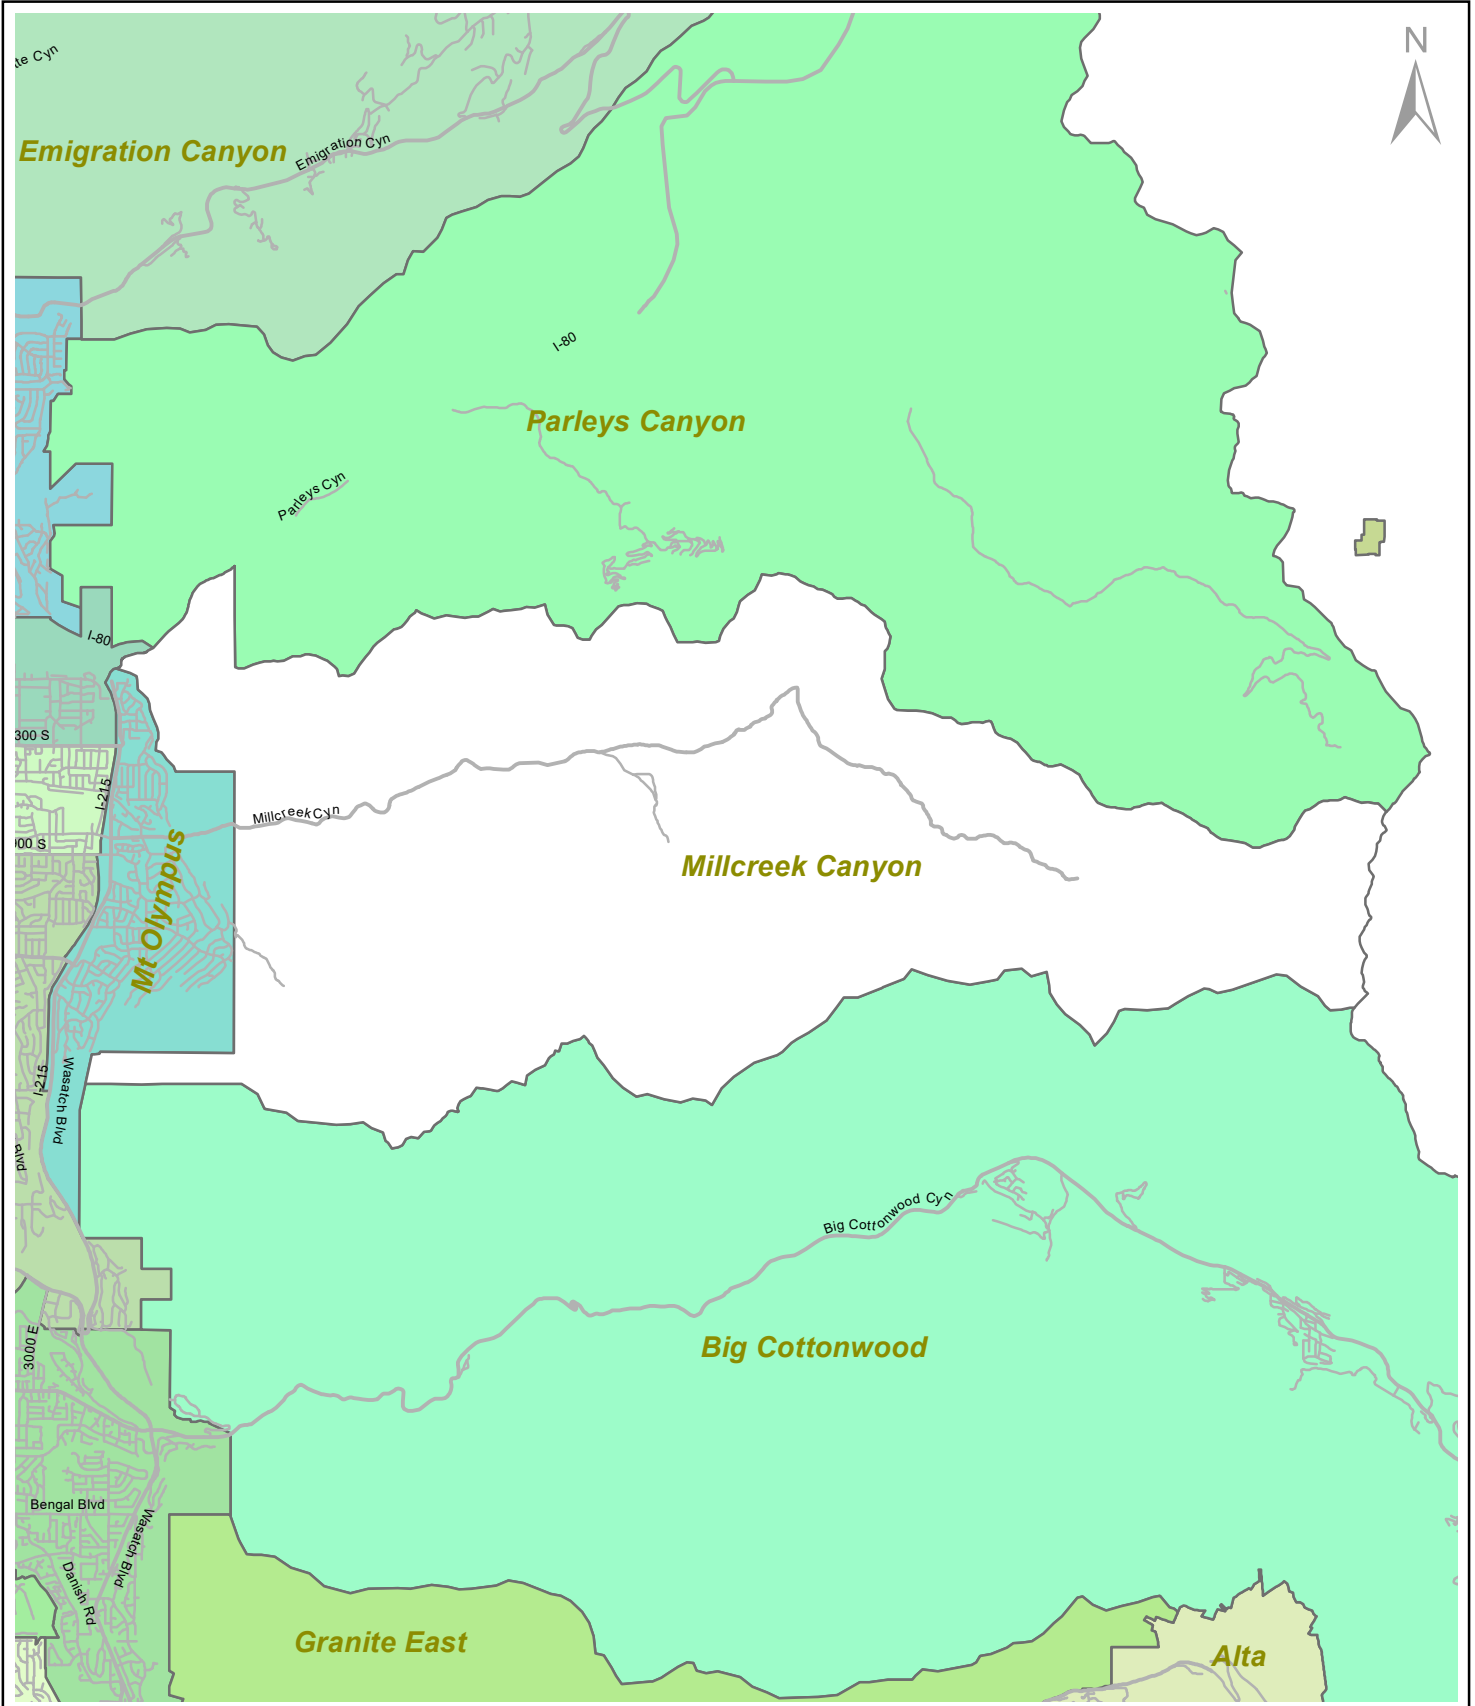 N
Emigration Canyon
Emigration Cyn
I-80
Parleys Canyon
Parleys Cyn
I-80
300 S
I-215
Millcreek Cyn
Mt Olympus
Millcreek Canyon
I-215
Wasatch Blvd
Blvd
Big Cottonwood Cyn
3000 E
Big Cottonwood
Bengal Blvd
Wasatch Blvd
Danish Rd
Granite East
Alta